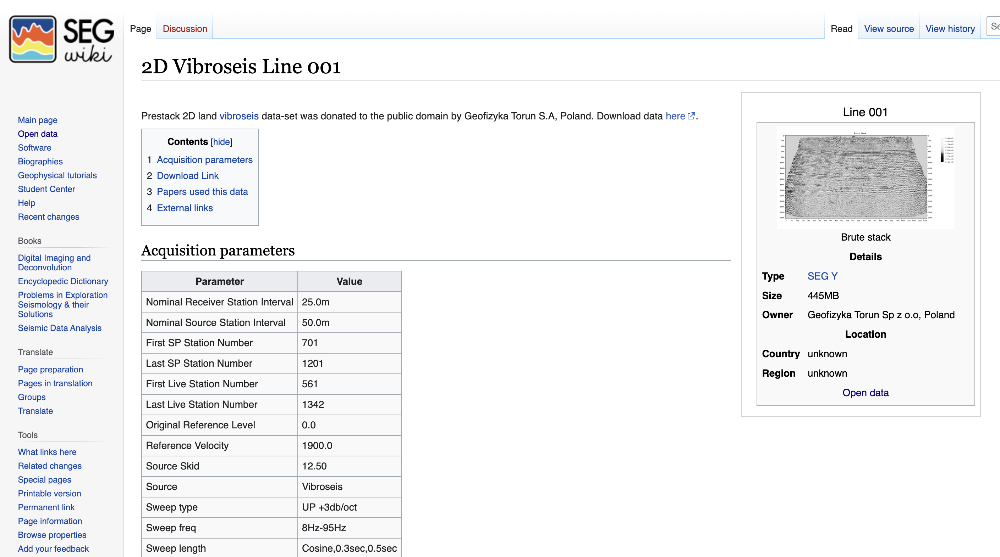 SEG
wiki
Page
Discussion
Read
View source
View history
Se
Main page
Open data
Software
Biographies
Geophysical tutorials
Student Center
Help
Recent changes
Books
Digital Imaging and
Deconvolution
Encyclopedic Dictionary
Problems in Exploration
Seismology & their
Solutions
Seismic Data Analysis
Translate
Page preparation
Pages in translation
Groups
Translate
Tools
What links here
Related changes
Special pages
Printable version
Permanent link
Page information
Browse properties
Add your feedback
2D Vibroseis Line 001
Prestack 2D land vibroseis data-set was donated to the public domain by Geofizyka Torun S.A, Poland. Download data here.
Contents [hide]
1 Acquisition parameters
2 Download Link
3 Papers used this data
4 External links
Acquisition parameters
Parameter Value
Nominal Receiver Station Interval 25.0m
Nominal Source Station Interval 50.0m
First SP Station Number 701
Last SP Station Number 1201
First Live Station Number 561
Last Live Station Number 1342
Original Reference Level 0.0
Reference Velocity 1900.0
Source Skid 12.50
Source Vibroseis
Sweep type UP +3db/oct
Sweep freq 8Hz-95Hz
Sweep length Cosine,0.3sec,0.5sec
Line 001
Brute Stack
Brute stack
Details
Type SEG Y
Size 445MB
Owner Geofizyka Torun Sp z o.o, Poland
Location
Country unknown
Region unknown
Open data